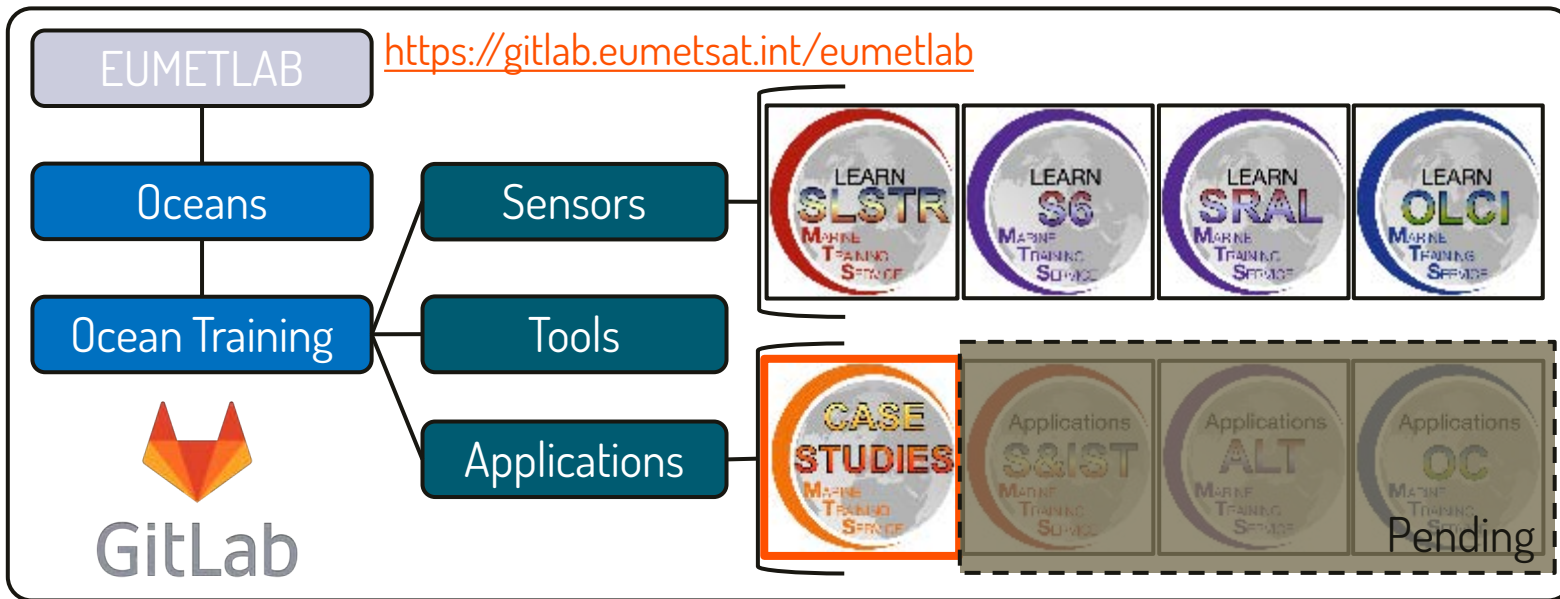 EUMETLAB
https://gitlab.eumetsat.int/eumetlab
Oceans
Ocean Training
GitLab
Sensors
Tools
Applications
LEARN
SLSTR
MARINE
TRAINING
SERVICE
LEARN
S6
MARINE
TRAINING
SERVICE
LEARN
SRAL
MARINE
TRAINING
SERVICE
LEARN
OLCI
MARINE
TRAINING
SERVICE
CASE
STUDIES
MARINE
TRAINING
SERVICE
Applications
S&IST
MARINE
TRAINING
SERVICE
Applications
ALT
MARINE
TRAINING
SERVICE
Applications
OC
MARINE
TRAINING
SERVICE
Pending